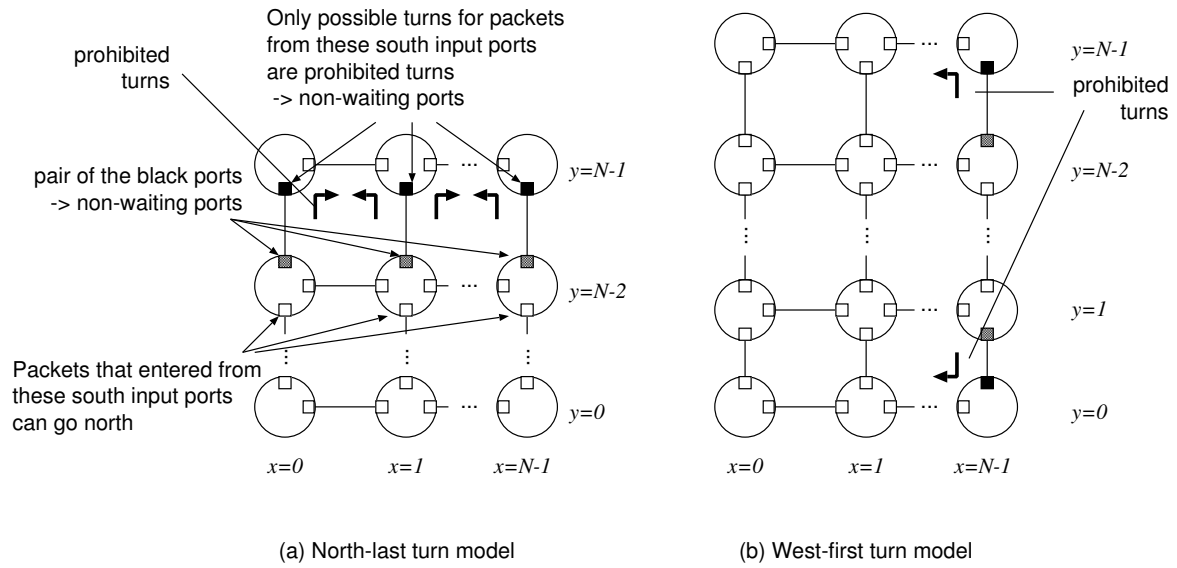 Only possible turns for packets
from these south input ports
are prohibited turns
-> non-waiting ports
prohibited
turns
pair of the black ports
-> non-waiting ports
Packets that entered from
these south input ports
can go north
...
y=N-1
...
y=N-2
...
...
...
...
y=0
x=0
x=1
x=N-1
(a) North-last turn model
...
y=N-1
prohibited
turns
...
y=N-2
...
...
...
...
y=1
...
y=0
x=0
x=1
x=N-1
(b) West-first turn model